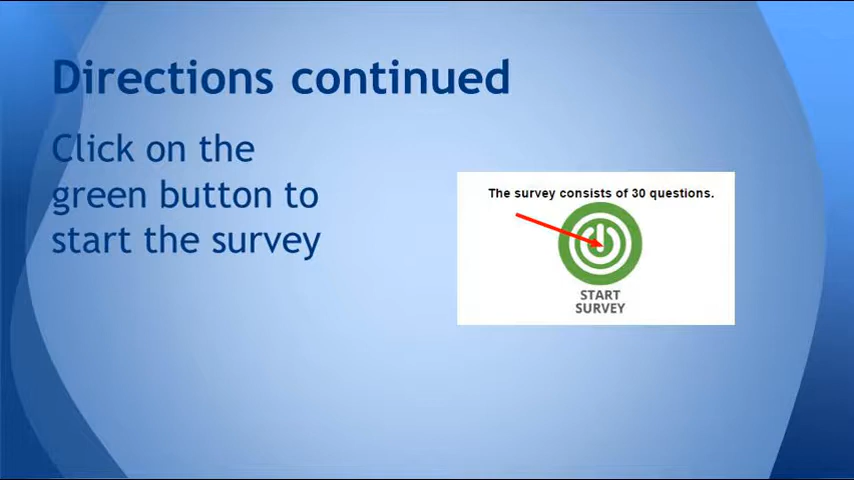 Directions continued
Click on the
green button to
start the survey
The survey consists of 30 questions.
START
SURVEY